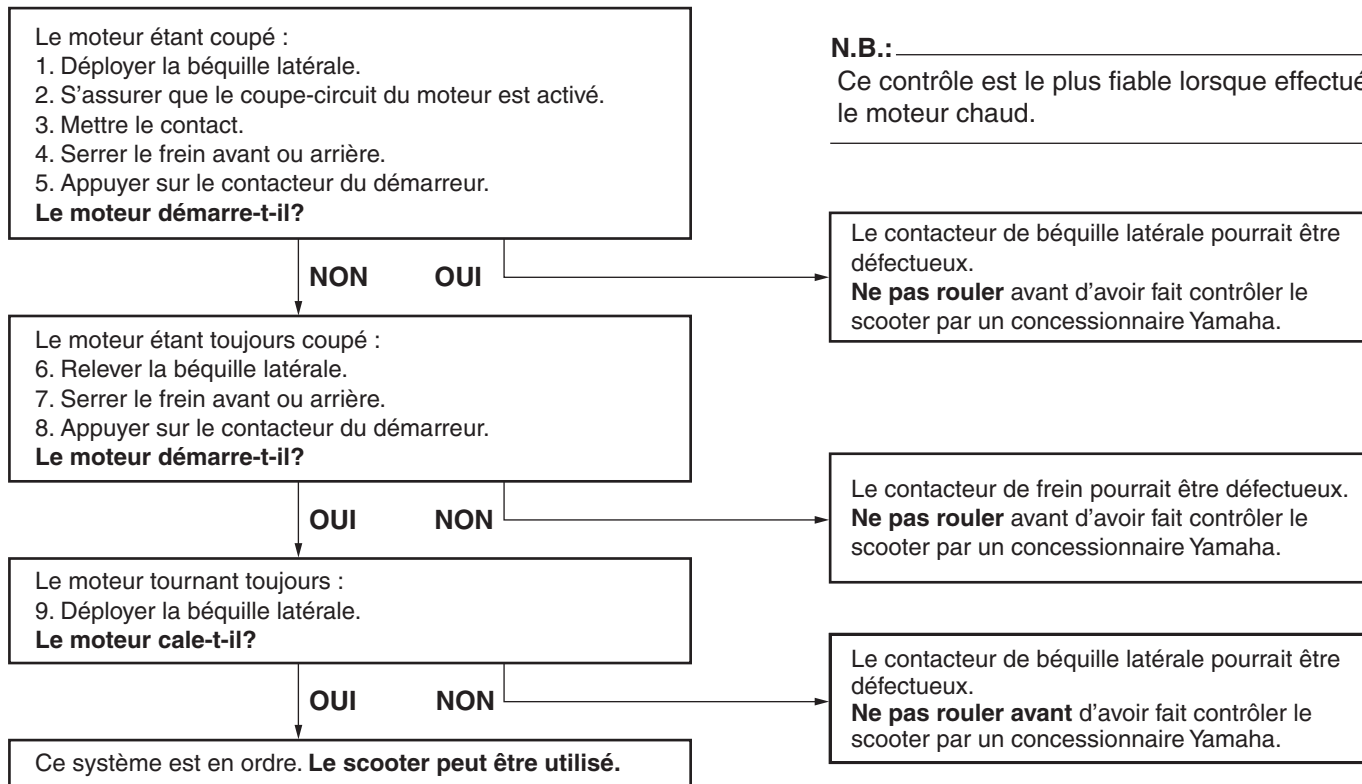 Le moteur étant coupé :
1. Déployer la béquille latérale.
2. S'assurer que le coupe-circuit du moteur est activé.
3. Mettre le contact.
4. Serrer le frein avant ou arrière.
5. Appuyer sur le contacteur du démarreur.
Le moteur démarre-t-il?
N.B.:
Ce contrôle est le plus fiable lorsque effectué
le moteur chaud.
NON OUI
Le contacteur de béquille latérale pourrait être
défectueux.
Ne pas rouler avant d'avoir fait contrôler le
scooter par un concessionnaire Yamaha.
Le moteur étant toujours coupé :
6. Relever la béquille latérale.
7. Serrer le frein avant ou arrière.
8. Appuyer sur le contacteur du démarreur.
Le moteur démarre-t-il?
OUI NON
Le contacteur de frein pourrait être défectueux.
Ne pas rouler avant d'avoir fait contrôler le
scooter par un concessionnaire Yamaha.
Le moteur tournant toujours :
9. Déployer la béquille latérale.
Le moteur cale-t-il?
OUI NON
Le contacteur de béquille latérale pourrait être
défectueux.
Ne pas rouler avant d'avoir fait contrôler le
scooter par un concessionnaire Yamaha.
Ce système est en ordre. Le scooter peut être utilisé.